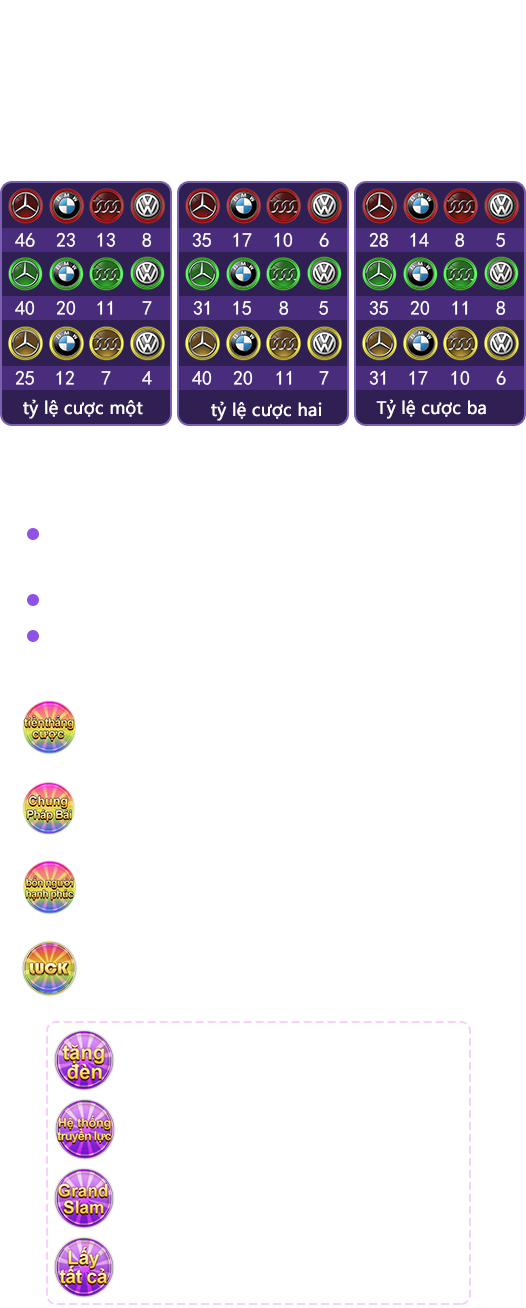 46 23 13 8
40 20 11 7
25 12 7 4
tỷ lệ cược một
35 17 10 6
31 15 8 5
40 20 11 7
tỷ lệ cược hai
28 14 8 5
35 20 11 8
31 17 10 6
Tỷ lệ cược ba
tiền thắng
cược
Chung
Pháp Bài
bốn người
hạnh phúc
LUCK
tặng
đèn
Hệ thống
truyền lực
Grand
Slam
Lấy
tất cả